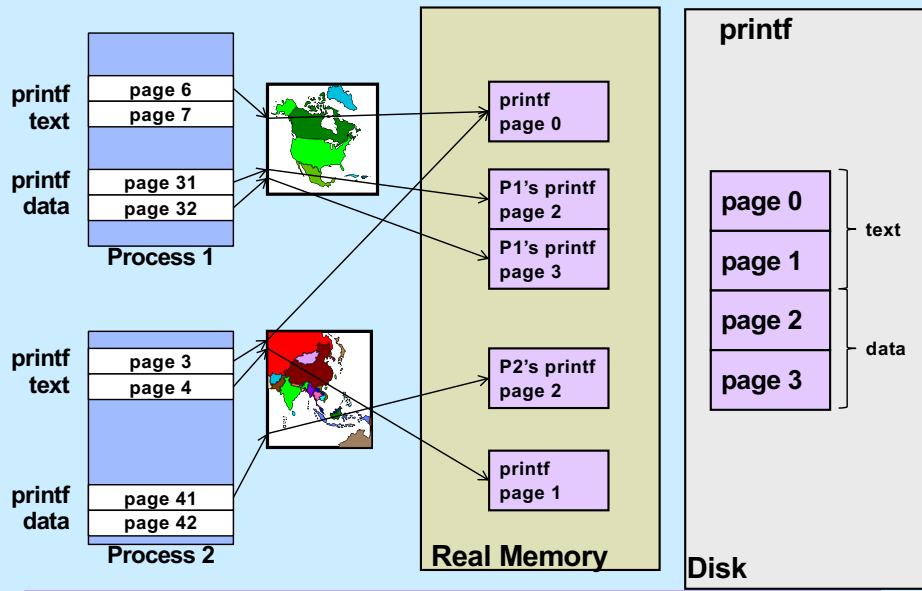 printf
text
page 6
page 7
printf
data
page 31
page 32
Process 1
printf
text
page 3
page 4
printf
data
page 41
page 42
Process 2
printf
page 0
P1's printf
page 2
P1's printf
page 3
P2's printf
page 2
printf
page 1
Real Memory
printf
page 0
page 1
page 2
page 3
text
data
Disk